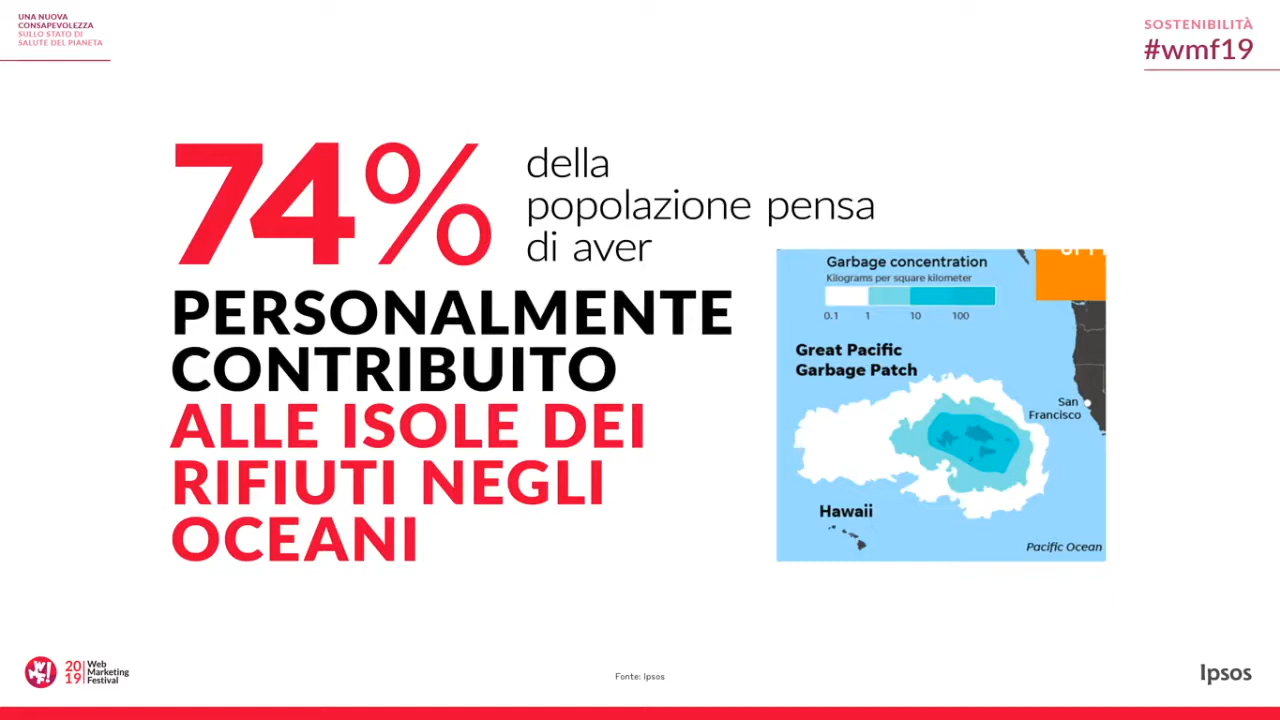 UNA NUOVA
CONSAPEVOLEZZA
SULLO STATO DI
SALUTE DEL PIANETA
SOSTENIBILITÀ
#wmf19
74%
della
popolazione pensa
di aver
PERSONALMENTE
CONTRIBUITO
ALLE ISOLE DEI
RIFIUTI NEGLI
OCEANI
Garbage concentration
Kilograms per square kilometer
0.1 1 10 100
Great Pacific
Garbage Patch
San
Francisco
Hawaii
Pacific Ocean
20
19
Web
Marketing
Festival
Fonte: Ipsos
Ipsos